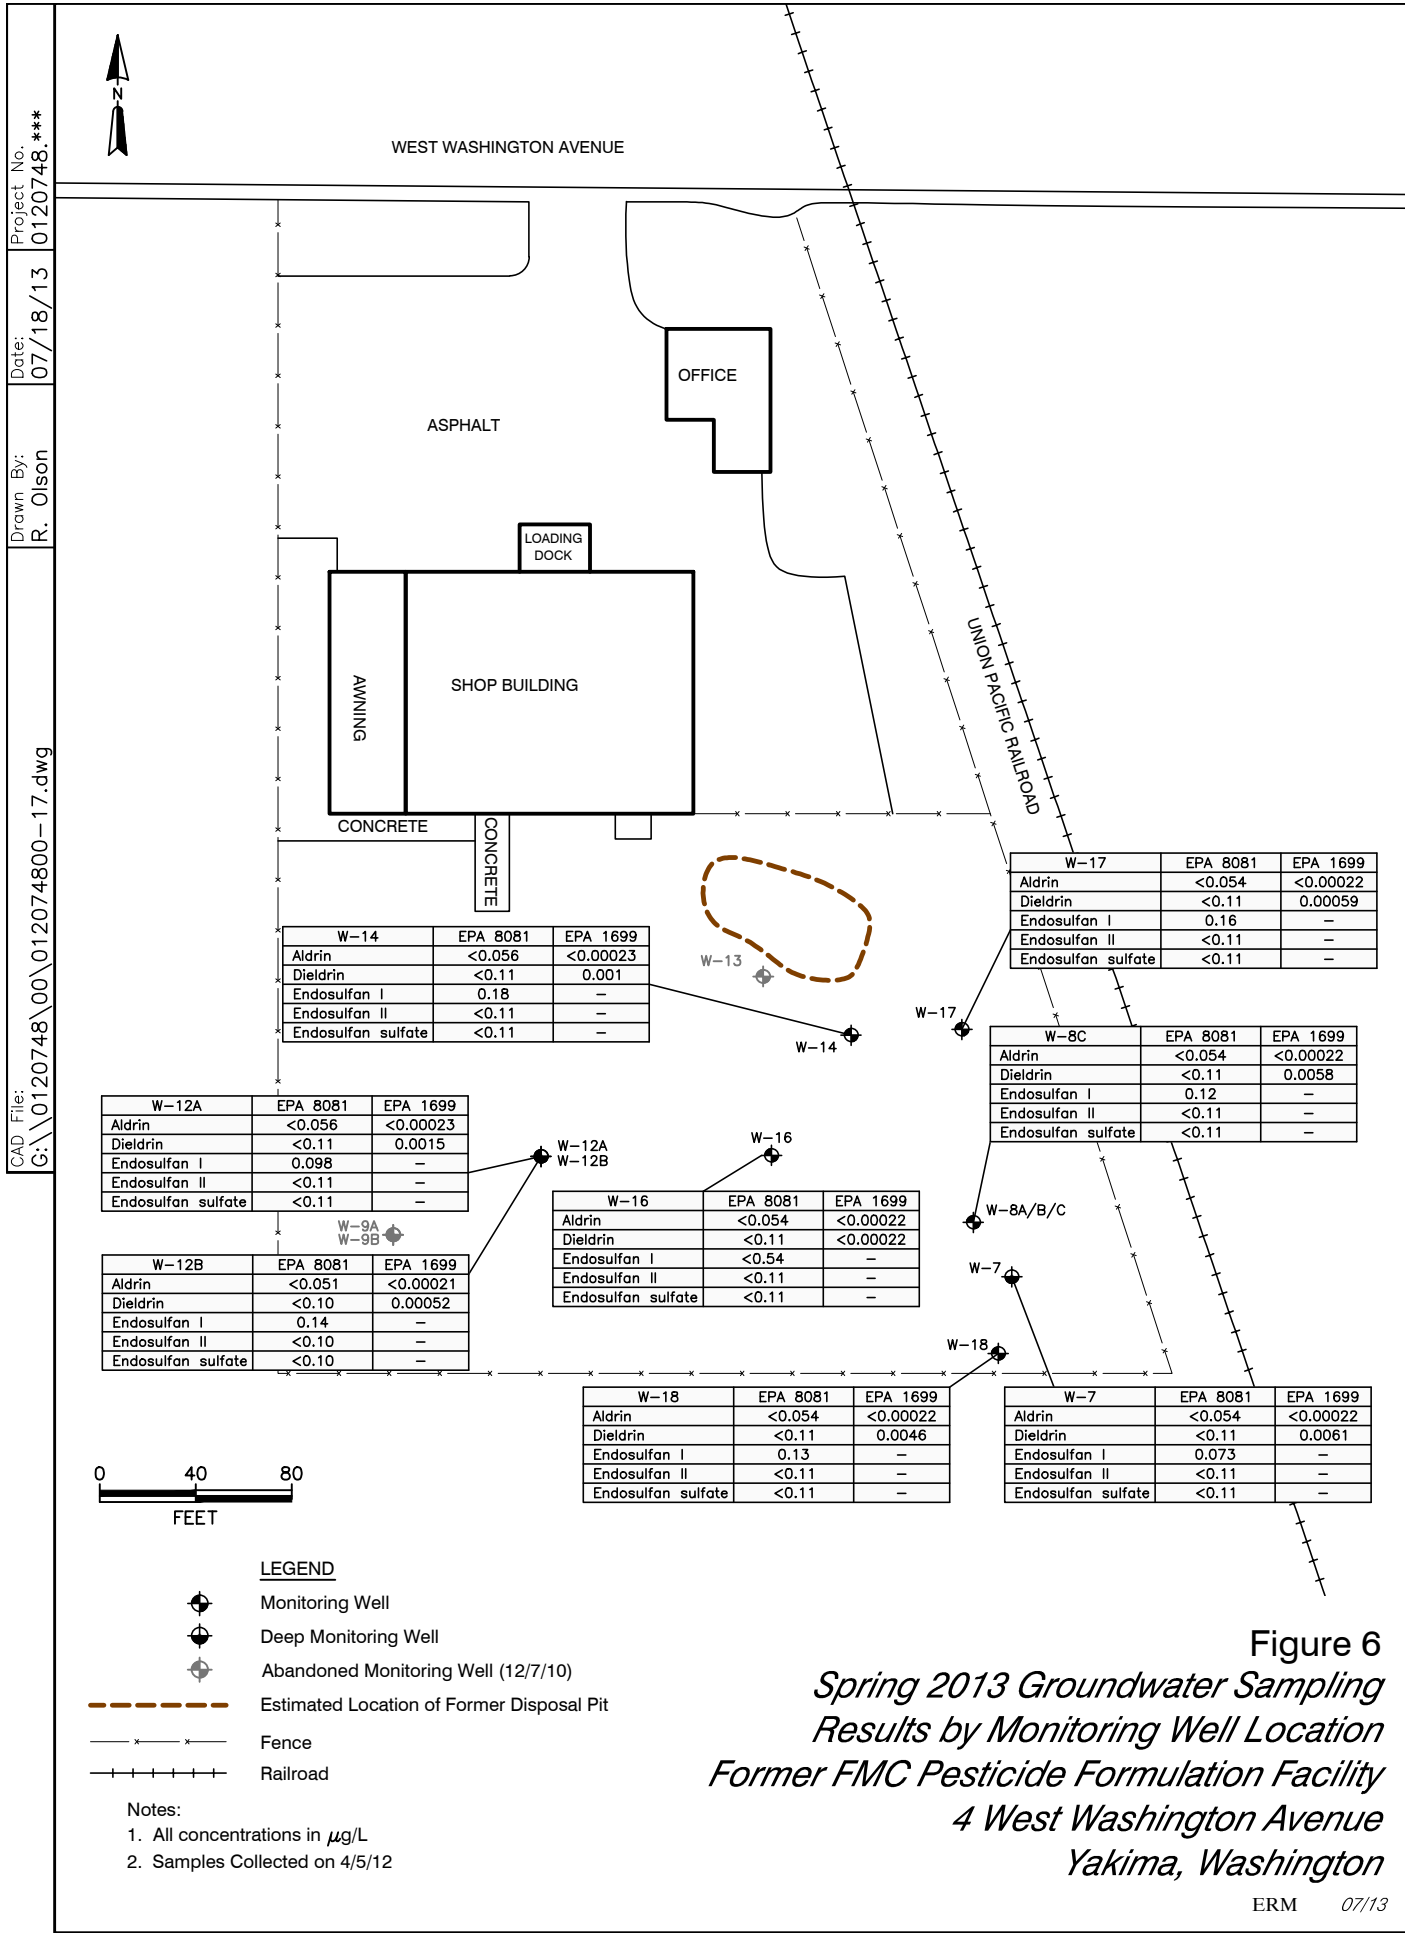 Project No.
0120748.***
Date:
07/18/13
Drawn By:
R. Olson
CAD File:
G:\\0120748\00\012074800-17.dwg
N
WEST WASHINGTON AVENUE
OFFICE
ASPHALT
LOADING
DOCK
AWNING
SHOP BUILDING
UNION PACIFIC RAILROAD
CONCRETE
CONCRETE
W-17 EPA 8081 EPA 1699
Aldrin <0.054 <0.00022
Dieldrin <0.11 0.00059
Endosulfan I 0.16 -
Endosulfan II <0.11 -
Endosulfan sulfate <0.11 -
W-14 EPA 8081 EPA 1699
Aldrin <0.056 <0.00023
Dieldrin <0.11 0.001
Endosulfan I 0.18 -
Endosulfan II <0.11 -
Endosulfan sulfate <0.11 -
W-13
W-17
W-14
W-8C EPA 8081 EPA 1699
Aldrin <0.054 <0.00022
Dieldrin <0.11 0.0058
Endosulfan I 0.12 -
Endosulfan II <0.11 -
Endosulfan sulfate <0.11 -
W-12A EPA 8081 EPA 1699
Aldrin <0.056 <0.00023
Dieldrin <0.11 0.0015
Endosulfan I 0.098 -
Endosulfan II <0.11 -
Endosulfan sulfate <0.11 -
W-12A
W-12B
W-16
W-16 EPA 8081 EPA 1699
Aldrin <0.054 <0.00022
Dieldrin <0.11 <0.00022
Endosulfan I <0.54 -
Endosulfan II <0.11 -
Endosulfan sulfate <0.11 -
W-8A/B/C
W-9A
W-9B
W-12B EPA 8081 EPA 1699
Aldrin <0.051 <0.00021
Dieldrin <0.10 0.00052
Endosulfan I 0.14 -
Endosulfan II <0.10 -
Endosulfan sulfate <0.10 -
W-7
W-18
W-18 EPA 8081 EPA 1699
Aldrin <0.054 <0.00022
Dieldrin <0.11 0.0046
Endosulfan I 0.13 -
Endosulfan II <0.11 -
Endosulfan sulfate <0.11 -
W-7 EPA 8081 EPA 1699
Aldrin <0.054 <0.00022
Dieldrin <0.11 0.0061
Endosulfan I 0.073 -
Endosulfan II <0.11 -
Endosulfan sulfate <0.11 -
0 40 80
FEET
LEGEND
Monitoring Well
Deep Monitoring Well
Abandoned Monitoring Well (12/7/10)
Estimated Location of Former Disposal Pit
Fence
Railroad
Notes:
1. All concentrations in µg/L
2. Samples Collected on 4/5/12
Figure 6
Spring 2013 Groundwater Sampling
Results by Monitoring Well Location
Former FMC Pesticide Formulation Facility
4 West Washington Avenue
Yakima, Washington
ERM 07/13